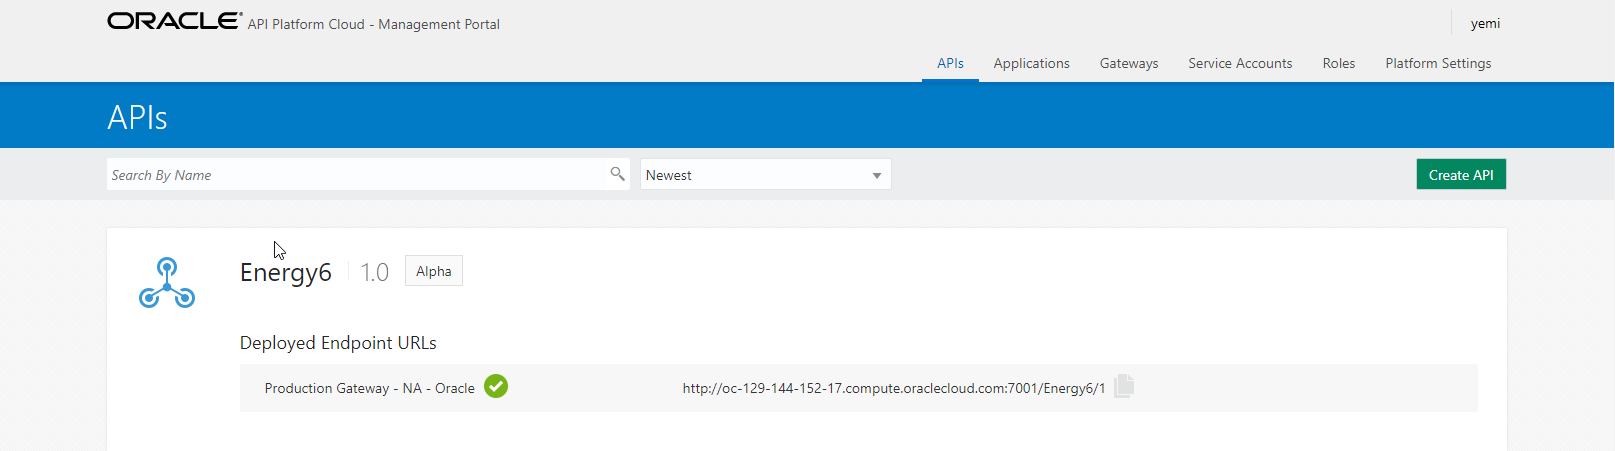 ORACLE® API Platform Cloud - Management Portal
yemi
APIs Applications Gateways Service Accounts Roles Platform Settings
APIs
Search By Name
Newest
Create API
Energy6 1.0 Alpha
Deployed Endpoint URLs
Production Gateway - NA - Oracle http://oc-129-144-152-17.compute.oraclecloud.com:7001/Energy6/1